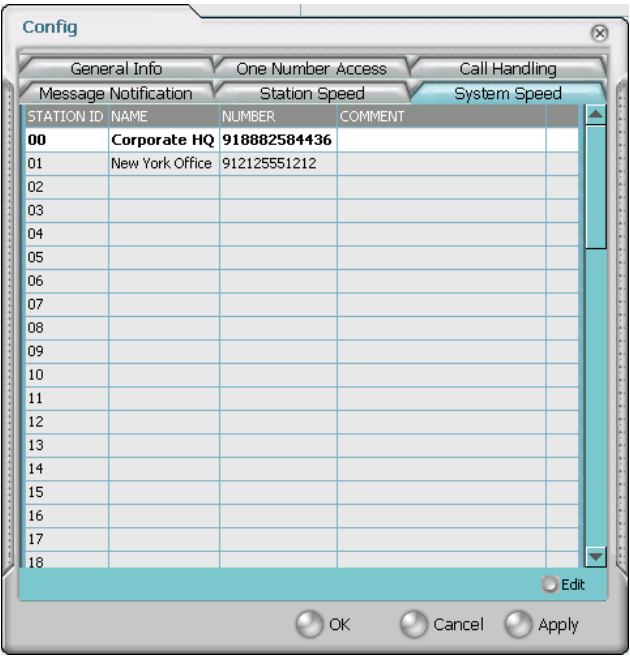 Config
General Info One Number Access Call Handling
Message Notification Station Speed System Speed
STATION ID NAME NUMBER COMMENT
00 Corporate HQ 918882584436
01 New York Office 912125551212
02
03
04
05
06
07
08
09
10
11
12
13
14
15
16
17
18
Edit
OK Cancel Apply